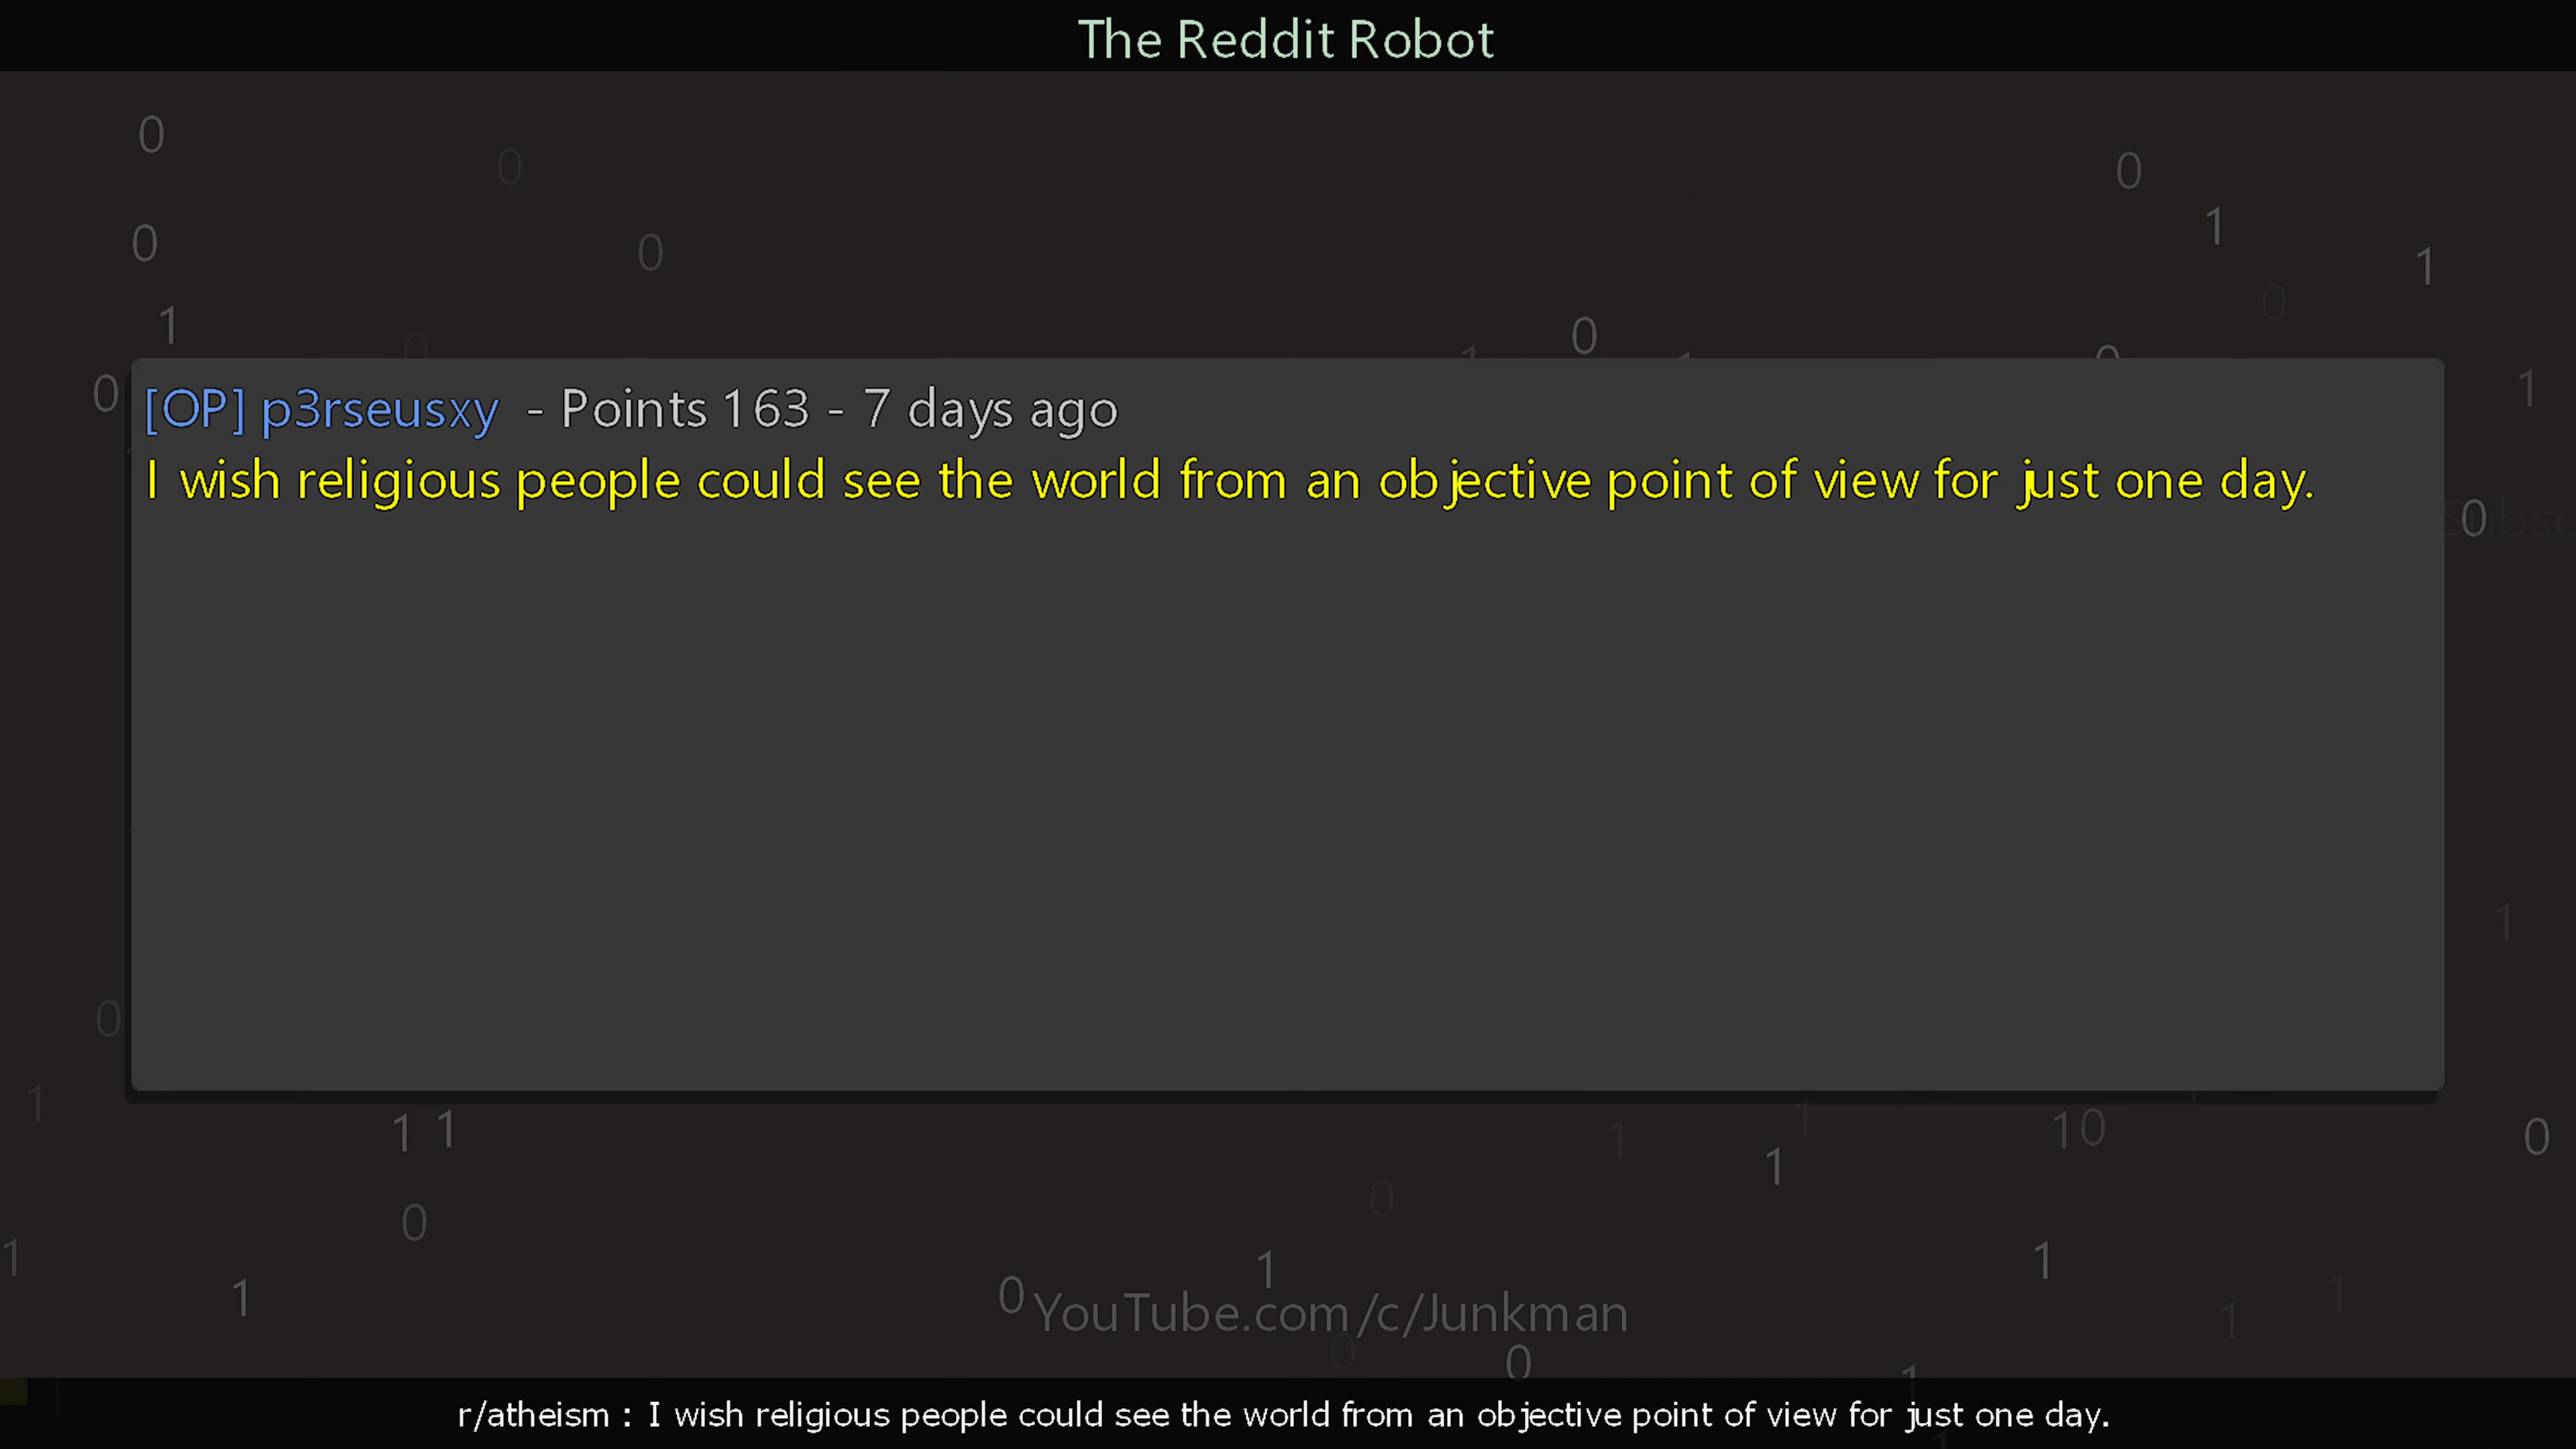 The Reddit Robot
[OP] p3rseusxy - Points 163 - 7 days ago
I wish religious people could see the world from an objective point of view for just one day.
YouTube.com/c/Junkman
r/atheism : I wish religious people could see the world from an objective point of view for just one day.